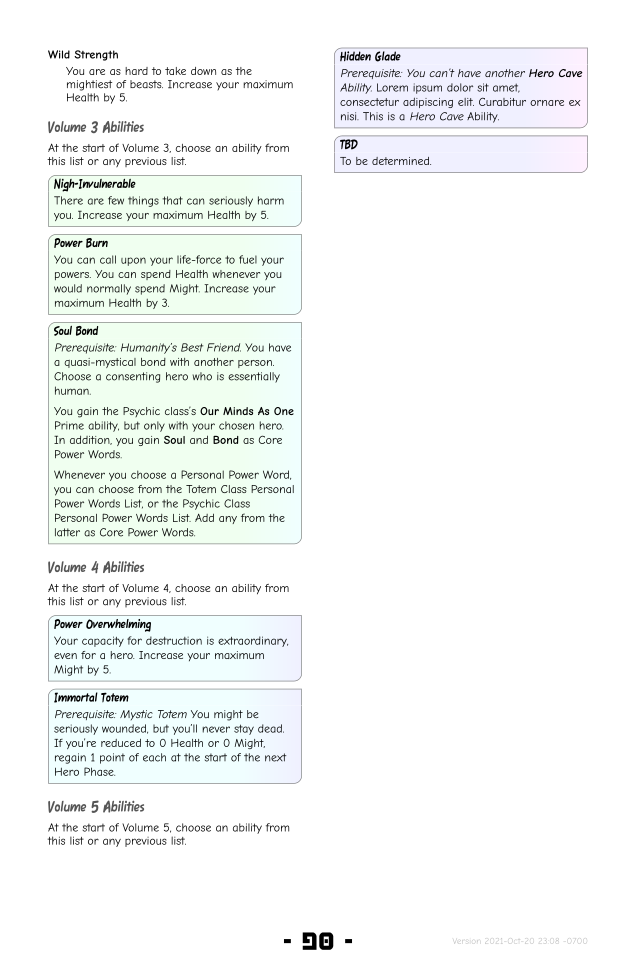 Wild Strength
You are as hard to take down as the
mightiest of beasts. Increase your maximum
Health by 5.
Volume 3 Abilities
At the start of Volume 3, choose an ability from
this list or any previous list.
Nigh-Invulnerable
There are few things that can seriously harm
you. Increase your maximum Health by 5.
Power Burn
You can call upon your life-force to fuel your
powers. You can spend Health whenever you
would normally spend Might. Increase your
maximum Health by 3.
Soul Bond
Prerequisite: Humanity's Best Friend. You have
a quasi-mystical bond with another person.
Choose a consenting hero who is essentially
human.
You gain the Psychic class's Our Minds As One
Prime ability, but only with your chosen hero.
In addition, you gain Soul and Bond as Core
Power Words.
Whenever you choose a Personal Power Word,
you can choose from the Totem Class Personal
Power Words List, or the Psychic Class
Personal Power Words List. Add any from the
latter as Core Power Words.
Volume 4 Abilities
At the start of Volume 4, choose an ability from
this list or any previous list.
Power Overwhelming
Your capacity for destruction is extraordinary,
even for a hero. Increase your maximum
Might by 5.
Immortal Totem
Prerequisite: Mystic Totem You might be
seriously wounded, but you'll never stay dead.
If you're reduced to 0 Health or 0 Might,
regain 1 point of each at the start of the next
Hero Phase.
Volume 5 Abilities
At the start of Volume 5, choose an ability from
this list or any previous list.
Hidden Glade
Prerequisite: You can't have another Hero Cave
Ability. Lorem ipsum dolor sit amet,
consectetur adipiscing elit. Curabitur ornare ex
nisi. This is a Hero Cave Ability.
TBD
To be determined.
- 90 -
Version 2021-Oct-20 23:08 -0700